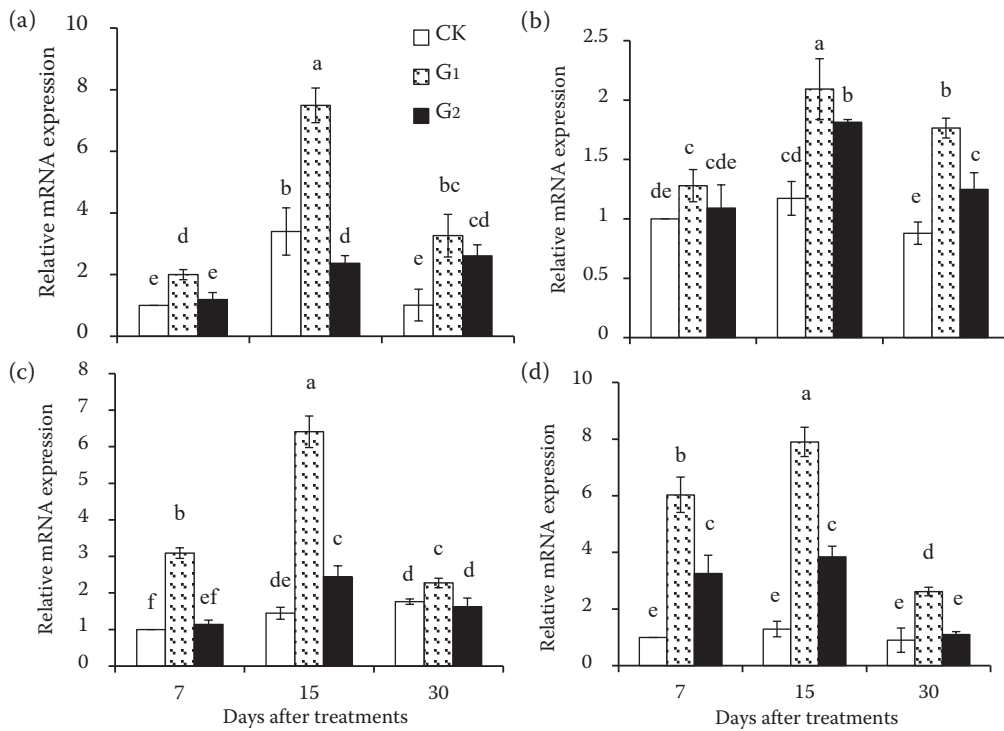 (a)
Relative mRNA expression
10
8
6
4
2
0
CK
G1
G2
e d e
b a d
e bc cd
(b)
Relative mRNA expression
2.5
2
1.5
1
0.5
0
de c cde
cd a b
e b c
(c)
Relative mRNA expression
8
7
6
5
4
3
2
1
0
f b ef
de a c
d c d
7 15 30
Days after treatments
(d)
Relative mRNA expression
10
8
6
4
2
0
e b c
e a c
e d e
7 15 30
Days after treatments